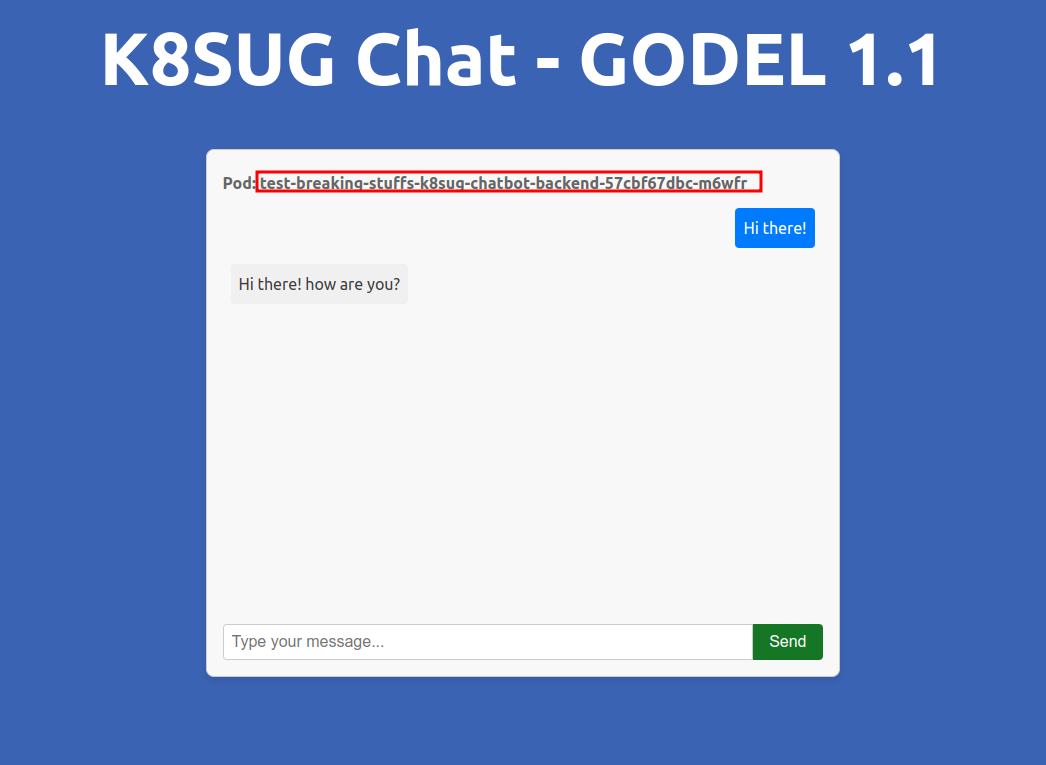 K8SUG Chat - GODEL 1.1
Pod:test-breaking-stuffs-k8sug-chatbot-backend-57cbf67dbc-m6wfr
Hi there!
Hi there! how are you?
Type your message...
Send